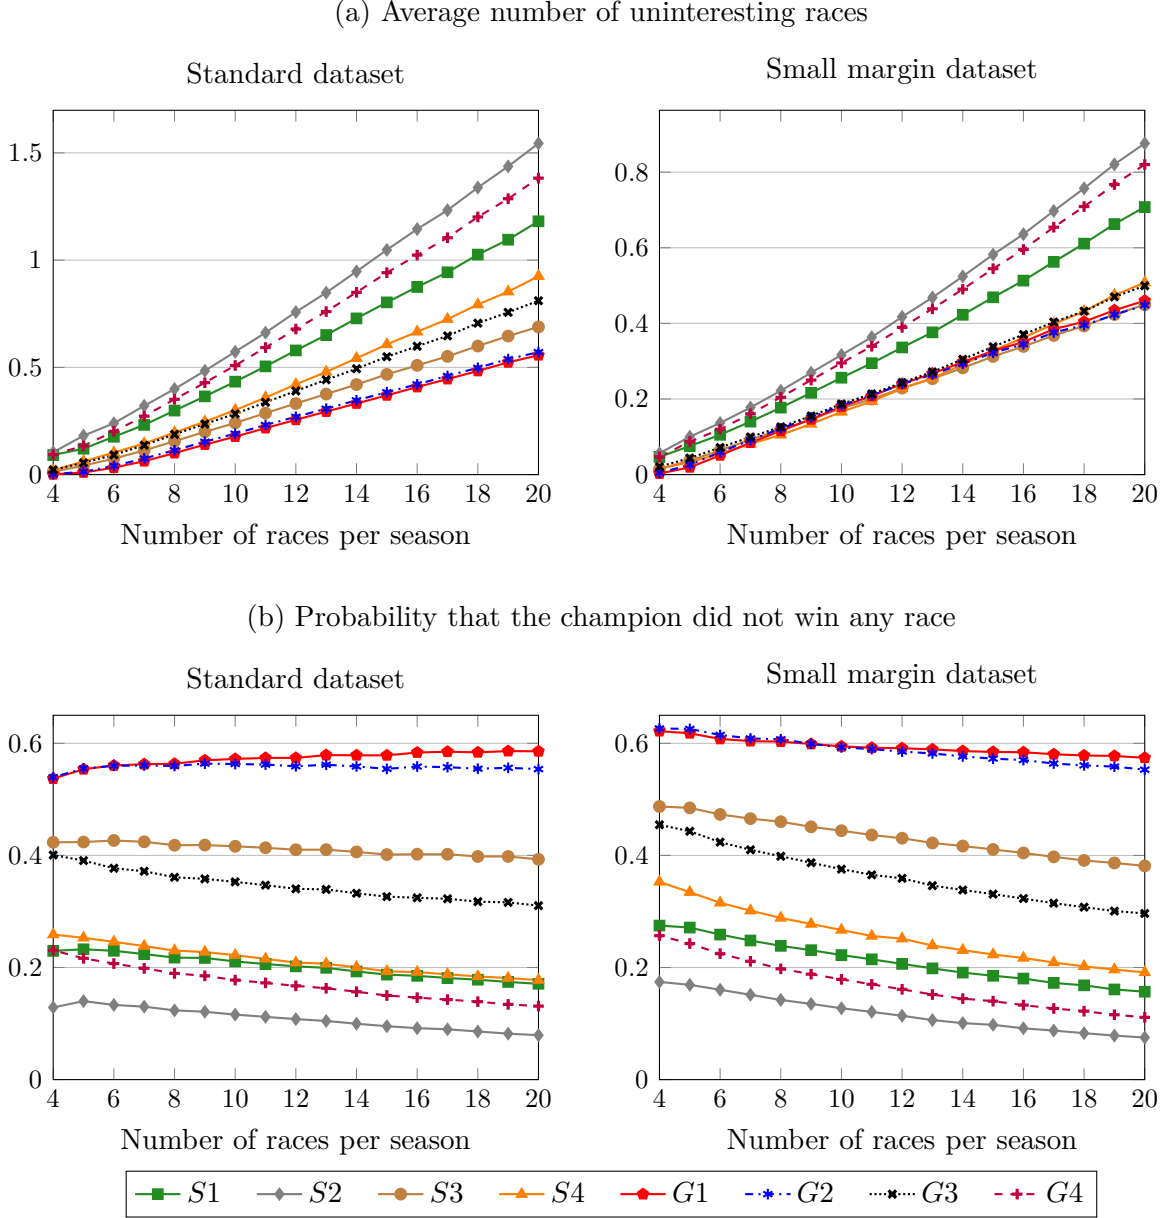 (a) Average number of uninteresting races
Standard dataset
Small margin dataset
1.5
1
0.5
0
4 6 8 10 12 14 16 18 20
Number of races per season
0.8
0.6
0.4
0.2
0
4 6 8 10 12 14 16 18 20
Number of races per season
(b) Probability that the champion did not win any race
Standard dataset
Small margin dataset
0.6
0.4
0.2
0
4 6 8 10 12 14 16 18 20
Number of races per season
0.6
0.4
0.2
0
4 6 8 10 12 14 16 18 20
Number of races per season
S1 S2 S3 S4 G1 G2 G3 G4